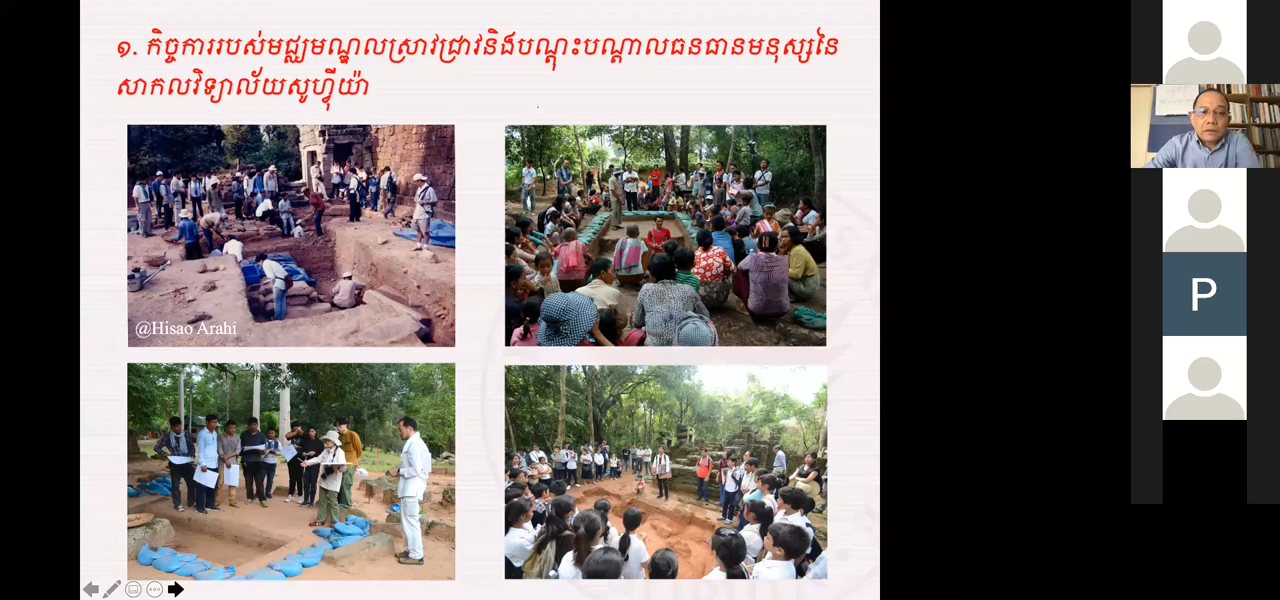 ១. កិច្ចការរបស់មជ្ឈមណ្ឌលស្រាវជ្រាវនិងបណ្តុះបណ្តាលធនធានមនុស្សនៃ
សាកលវិទ្យាល័យសូហ្វីយ៉ា
@Hisao Arahi
P